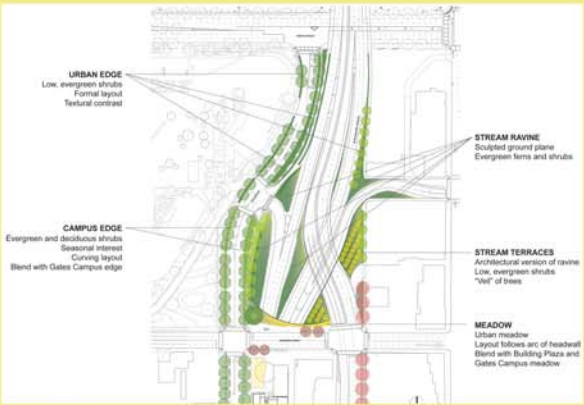 URBAN EDGE
Low, evergreen shrubs
Formal layout
Textural contrast
CAMPUS EDGE
Evergreen and deciduous shrubs
Seasonal interest
Curving layout
Blend with Gates Campus edge
STREAM RAVINE
Sculpted ground plane
Evergreen ferns and shrubs
STREAM TERRACES
Architectural version of ravine
Low, evergreen shrubs
"Veil" of trees
MEADOW
Urban meadow
Layout follows arc of headwall
Blend with Building Plaza and
Gates Campus meadow